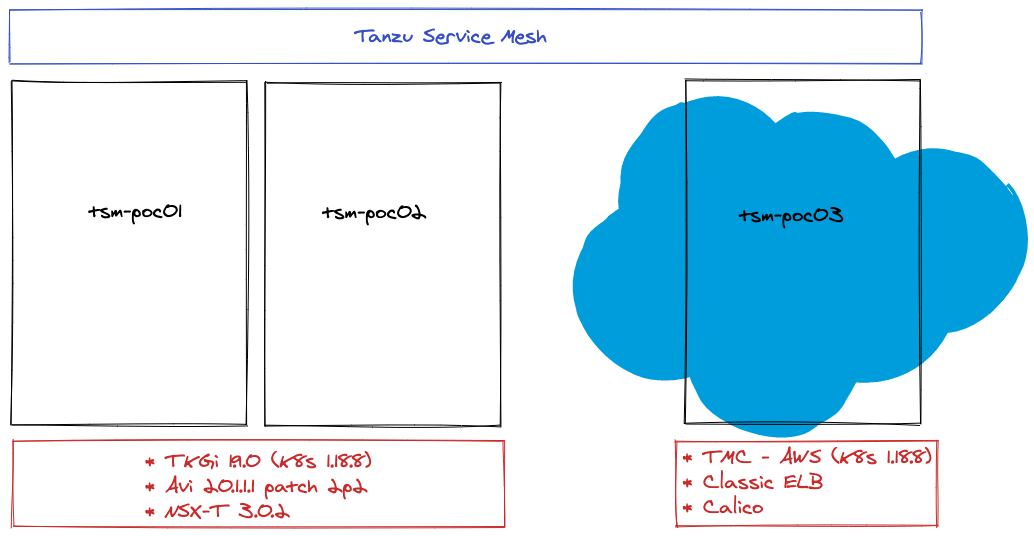 Tanzu Service Mesh
tsm-poc01
tsm-poc02
tsm-poc03
* TKGi 1.9.0 (K8s 1.18.8)
* Avi 20.1.1.1 patch 2p2
* NSX-T 3.0.2
* TMC - AWS (K8s 1.18.8)
* Classic ELB
* Calico